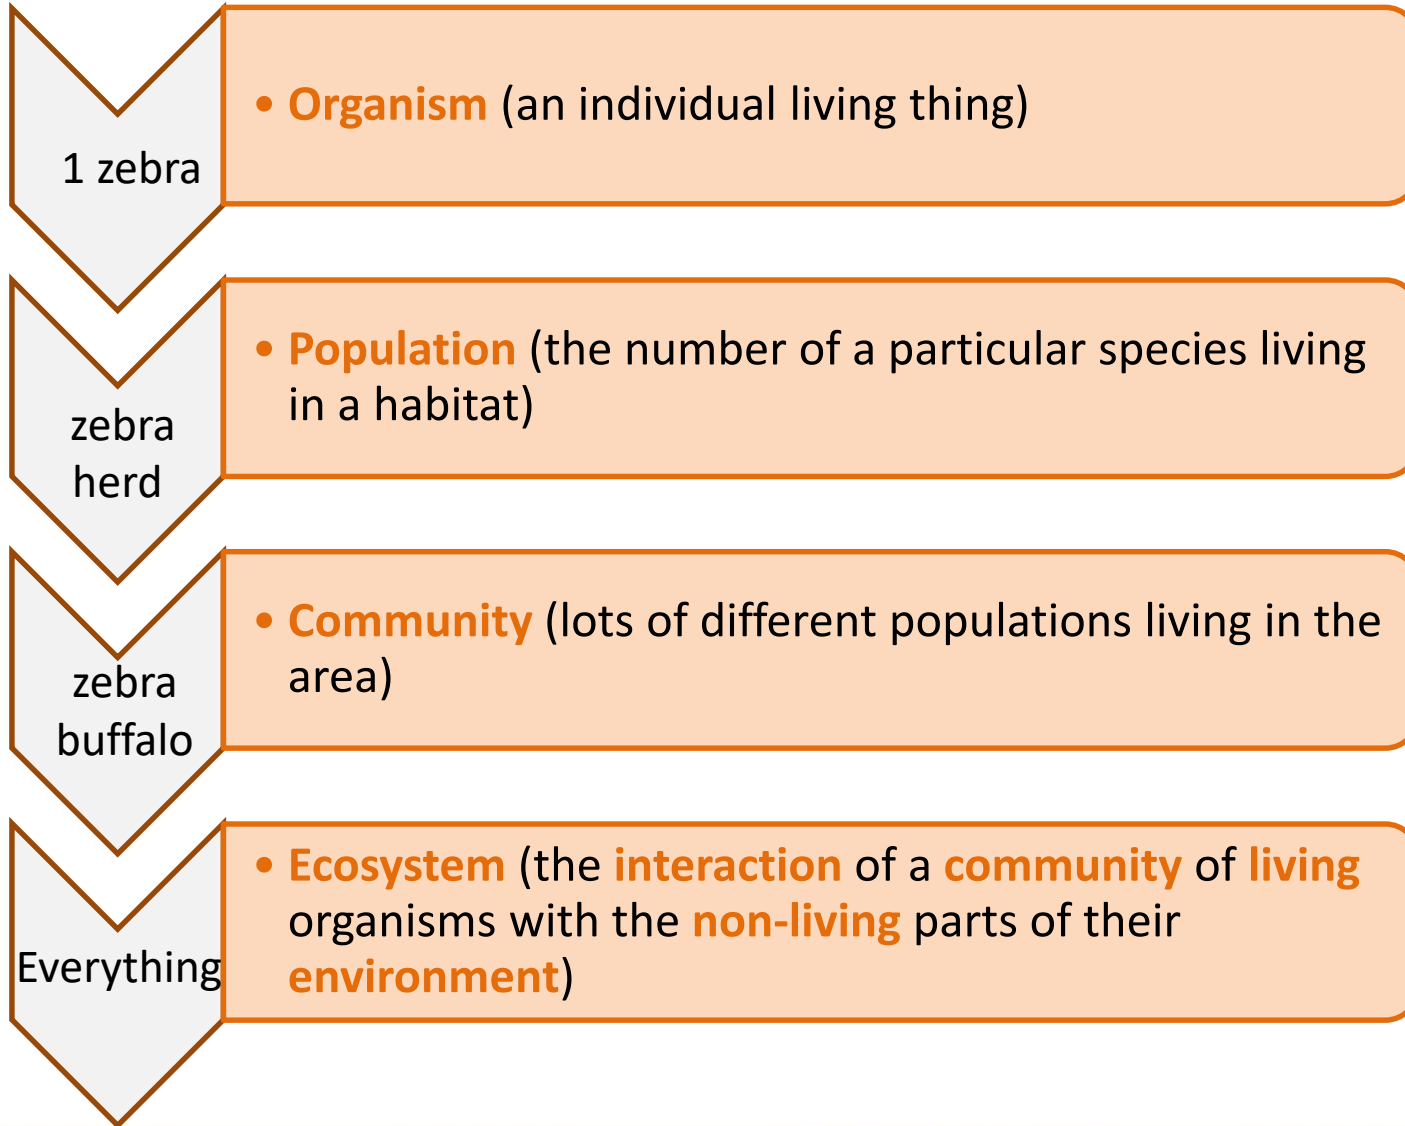 1 zebra
• Organism (an individual living thing)
zebra
herd
• Population (the number of a particular species living
in a habitat)
zebra
buffalo
• Community (lots of different populations living in the
area)
Everything
• Ecosystem (the interaction of a community of living
organisms with the non-living parts of their
environment)